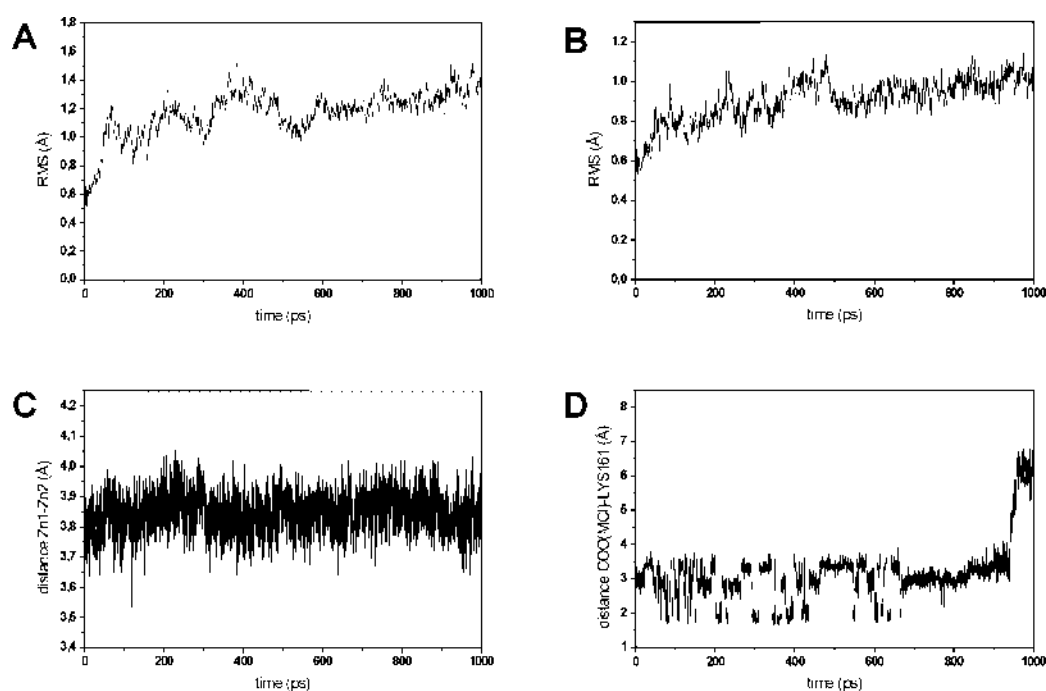 A
RMS (Å)
1,8
1,6
1,4
1,2
1,0
0,8
0,6
0,4
0,2
0,0
0 200 400 600 800 1000
time (ps)
B
RMS (Å)
1.2
1.0
0.8
0.6
0.4
0.2
0,0
0 200 400 600 800 1000
time (ps)
C
distance Zn1-Zn2 (Å)
4,2
4,1
4,0
3,9
3,8
3,7
3,6
3,5
3,4
0 200 400 600 800 1000
time (ps)
D
distance COO(MCI)-LYS161 (Å)
8
7
6
5
4
3
2
1
0 200 400 600 800 1000
time (ps)